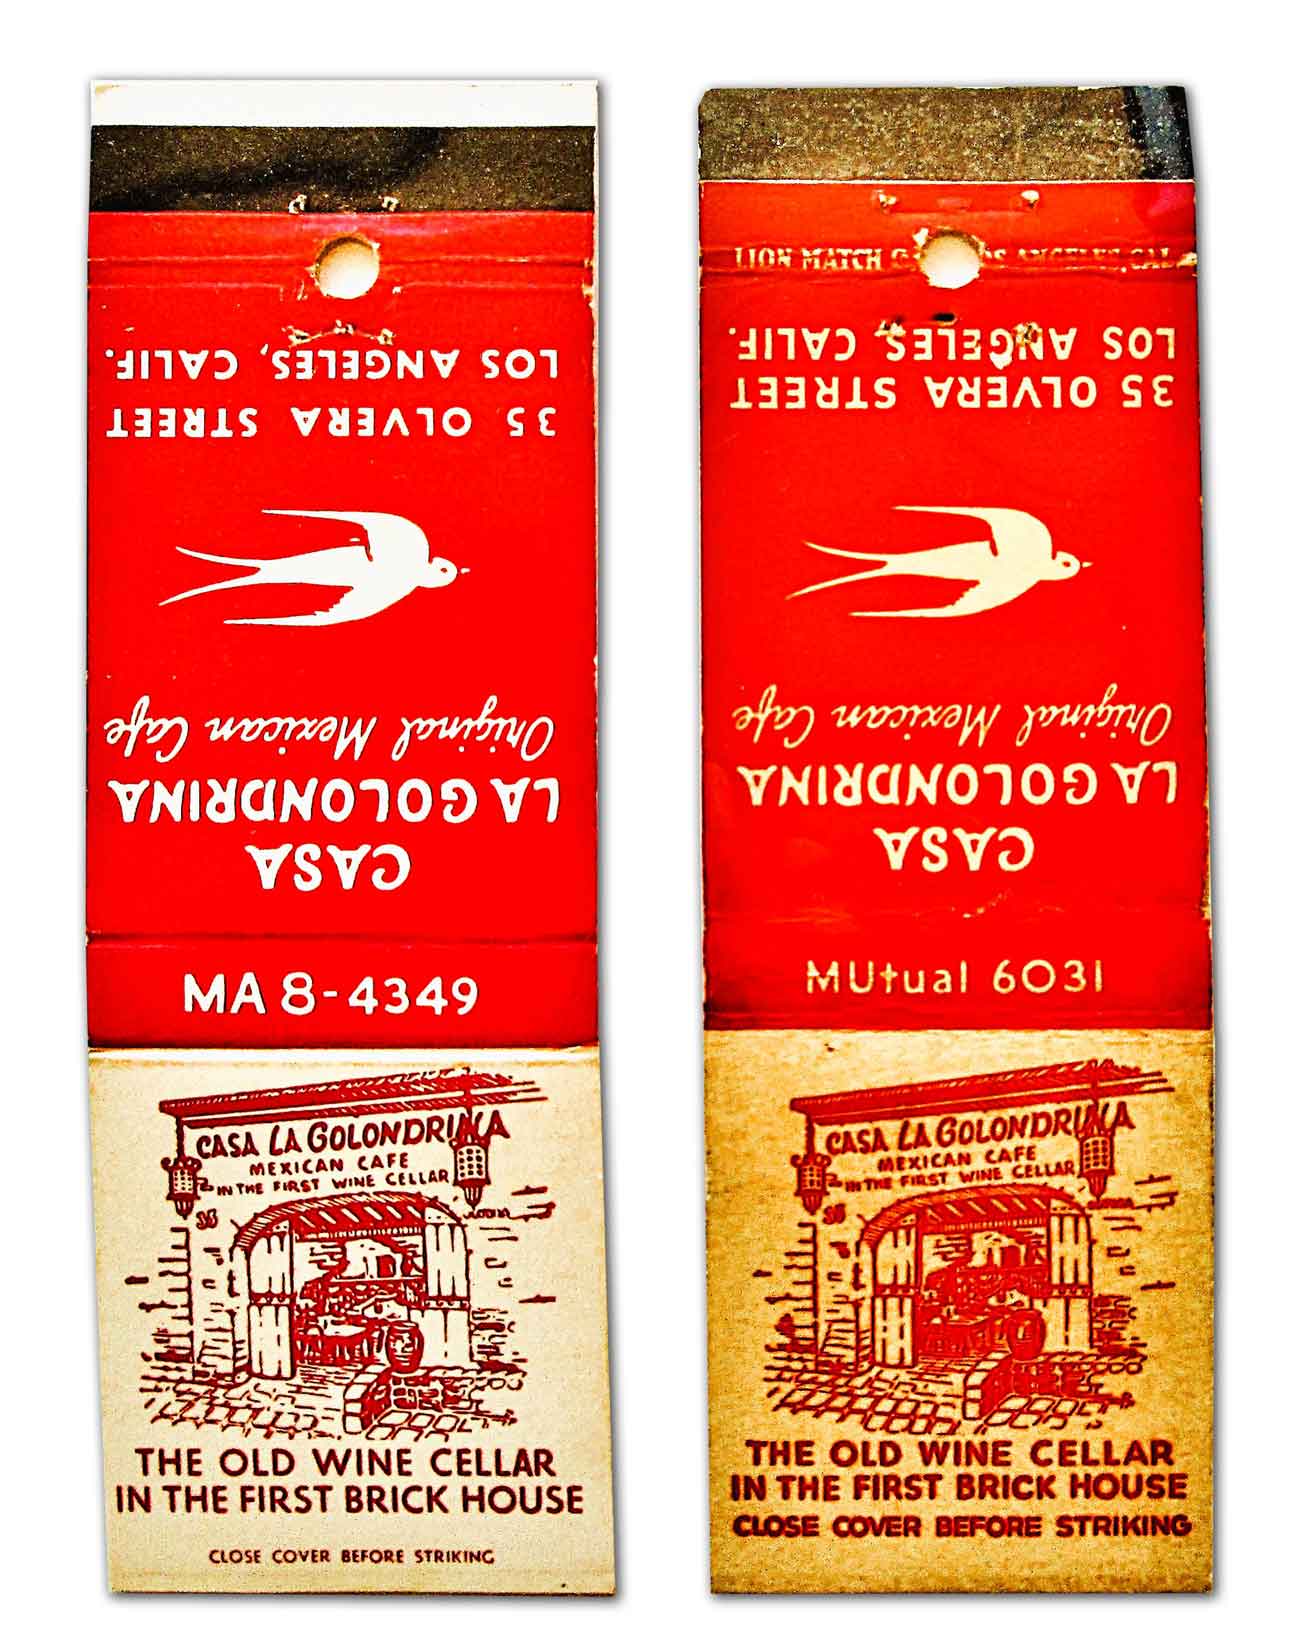 35 OLVERA STREET
LOS ANGELES, CALIF.
CASA
LA GOLONDRINA
Original Mexican Cafe
MA 8-4349
CASA LA GOLONDRINA
MEXICAN CAFE
IN THE FIRST WINE CELLAR
THE OLD WINE CELLAR
IN THE FIRST BRICK HOUSE
CLOSE COVER BEFORE STRIKING
LION MATCH ANGELES, CAL.
35 OLVERA STREET
LOS ANGELES, CALIF.
CASA
LA GOLONDRINA
Original Mexican Cafe
MUtual 6031
CASA LA GOLONDRINA
MEXICAN CAFE
IN THE FIRST WINE CELLAR
THE OLD WINE CELLAR
IN THE FIRST BRICK HOUSE
CLOSE COVER BEFORE STRIKING